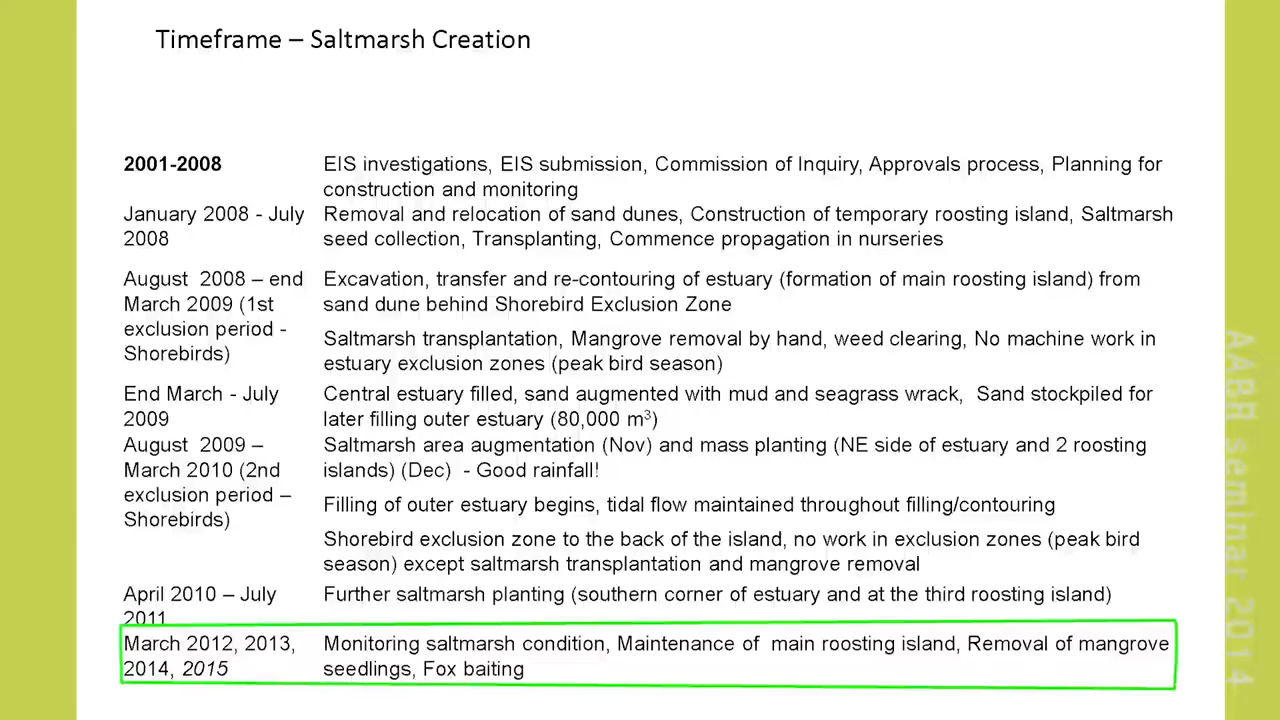 Timeframe – Saltmarsh Creation
2001-2008
EIS investigations, EIS submission, Commission of Inquiry, Approvals process, Planning for
construction and monitoring
January 2008 - July
2008
Removal and relocation of sand dunes, Construction of temporary roosting island, Saltmarsh
seed collection, Transplanting, Commence propagation in nurseries
August  2008 – end
March 2009 (1st
exclusion period -
Shorebirds)
Excavation, transfer and re-contouring of estuary (formation of main roosting island) from
sand dune behind Shorebird Exclusion Zone
Saltmarsh transplantation, Mangrove removal by hand, weed clearing, No machine work in
estuary exclusion zones (peak bird season)
End March - July
2009
Central estuary filled, sand augmented with mud and seagrass wrack,  Sand stockpiled for
later filling outer estuary (80,000 m³)
August  2009 –
March 2010 (2nd
exclusion period –
Shorebirds)
Saltmarsh area augmentation (Nov) and mass planting (NE side of estuary and 2 roosting
islands) (Dec)  - Good rainfall!
Filling of outer estuary begins, tidal flow maintained throughout filling/contouring
Shorebird exclusion zone to the back of the island, no work in exclusion zones (peak bird
season) except saltmarsh transplantation and mangrove removal
April 2010 – July
2011
Further saltmarsh planting (southern corner of estuary and at the third roosting island)
March 2012, 2013,
2014, 2015
Monitoring saltmarsh condition, Maintenance of  main roosting island, Removal of mangrove
seedlings, Fox baiting
AABR seminar 2014